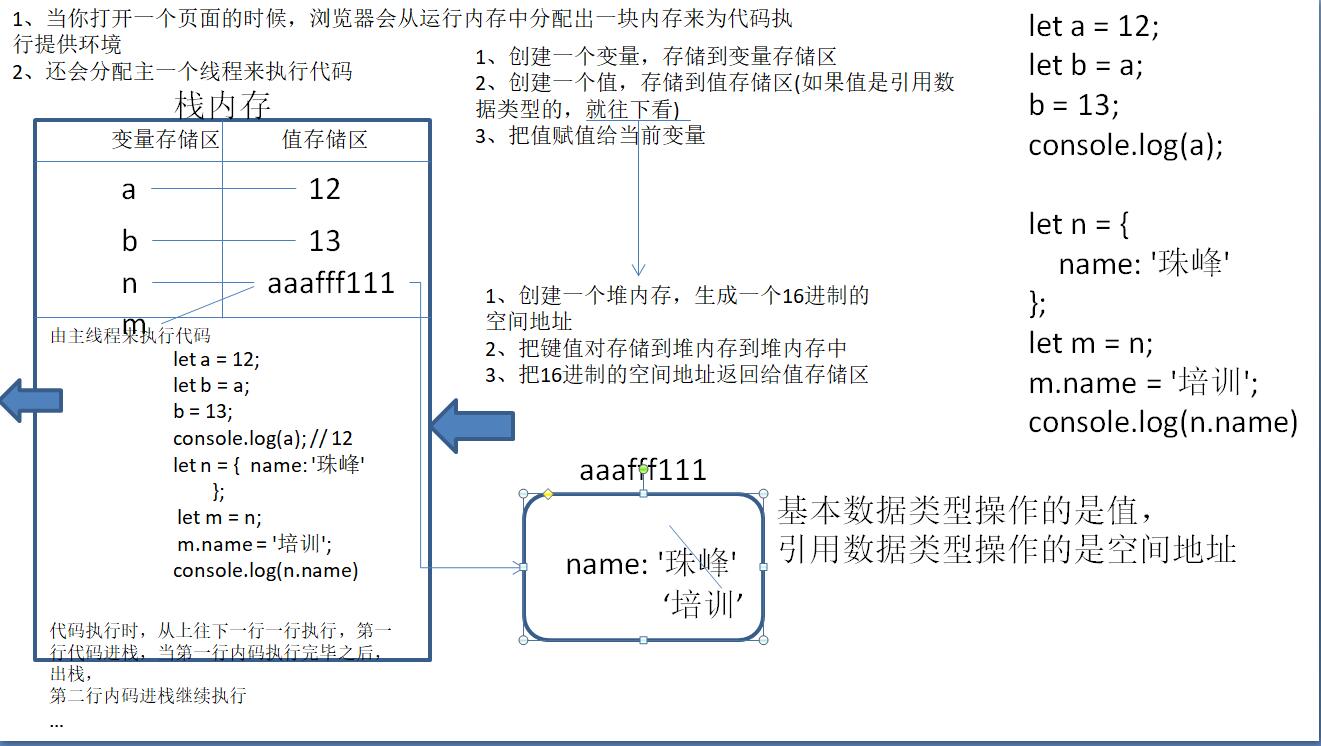 1、当你打开一个页面的时候，浏览器会从运行内存中分配出一块内存来为代码执
行提供环境
2、还会分配主一个线程来执行代码
栈内存
变量存储区 值存储区
a 12
b 13
n aaafff111
m
由主线程来执行代码
let a = 12;
let b = a;
b = 13;
console.log(a); // 12
let n = { name: '珠峰'
};
let m = n;
m.name = '培训';
console.log(n.name)
代码执行时，从上往下一行一行执行，第一
行代码进栈，当第一行内码执行完毕之后，
出栈，
第二行内码进栈继续执行
...
1、创建一个变量，存储到变量存储区
2、创建一个值，存储到值存储区(如果值是引用数
据类型的，就往下看)
3、把值赋值给当前变量
1、创建一个堆内存，生成一个16进制的
空间地址
2、把键值对存储到堆内存到堆内存中
3、把16进制的空间地址返回给值存储区
aaafff111
name: '珠峰'
‘培训’
基本数据类型操作的是值，
引用数据类型操作的是空间地址
let a = 12;
let b = a;
b = 13;
console.log(a);
let n = {
name: '珠峰'
};
let m = n;
m.name = '培训';
console.log(n.name)